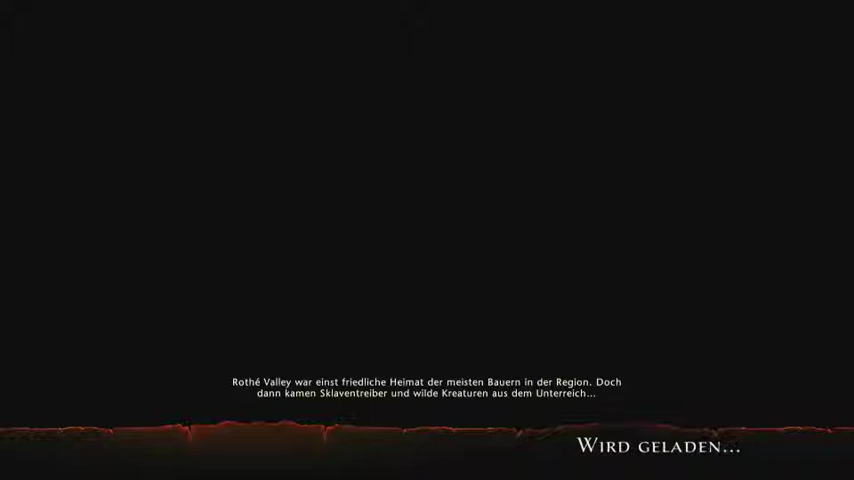 Rothé Valley war einst friedliche Heimat der meisten Bauern in der Region. Doch
dann kamen Sklaventreiber und wilde Kreaturen aus dem Unterreich...
Wird geladen...